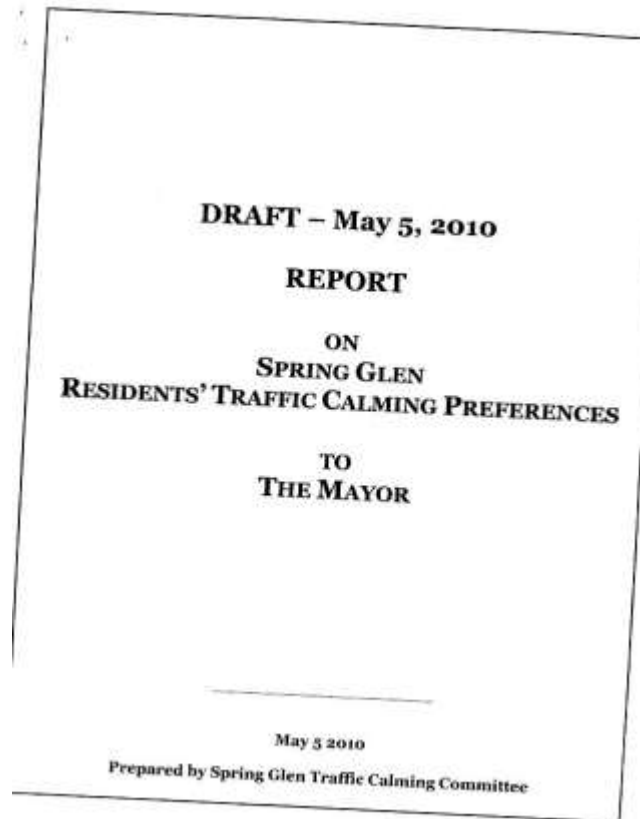 DRAFT – May 5, 2010
REPORT
ON
SPRING GLEN
RESIDENTS' TRAFFIC CALMING PREFERENCES
TO
THE MAYOR
May 5 2010
Prepared by Spring Glen Traffic Calming Committee